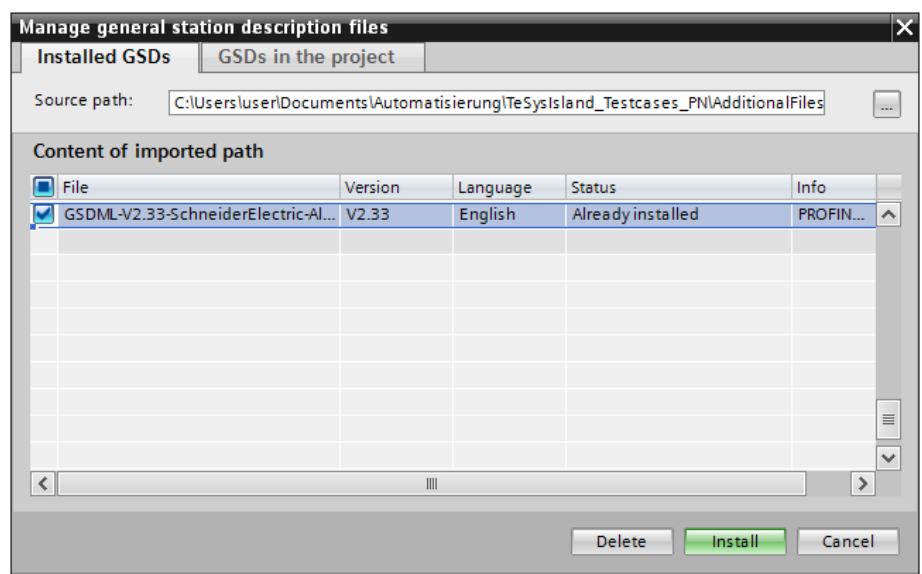 Manage general station description files
Installed GSDs GSDs in the project
Source path: C:\Users\user\Documents\Automatisierung\TeSysIsland_Testcases_PN\AdditionalFiles ...
Content of imported path
File Version Language Status Info
GSDML-V2.33-SchneiderElectric-Al... V2.33 English Already installed PROFIN...
Delete Install Cancel